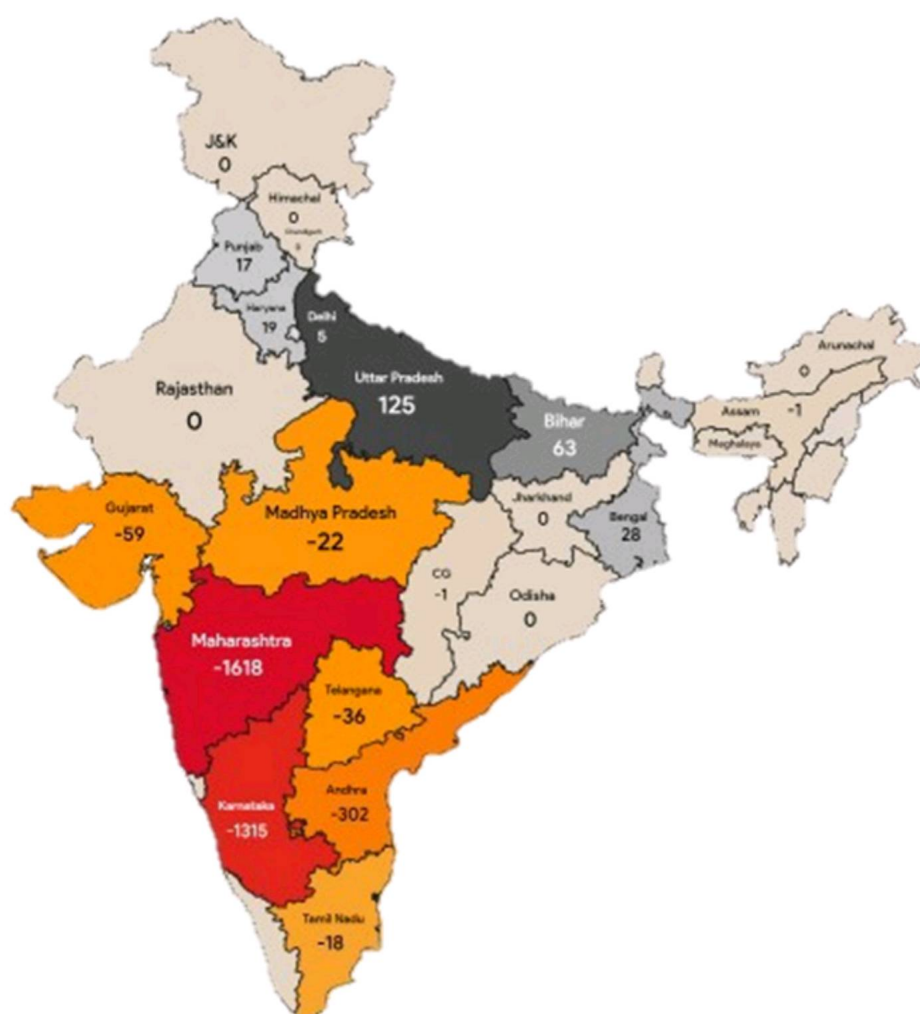 J&K
0
Himachal
0
Chandigarh
0
Punjab
17
Haryana
19
Delhi
5
Uttar Pradesh
125
Rajasthan
0
Bihar
63
Arunachal
0
Assam -1
Meghalaya
Gujarat
-59
Madhya Pradesh
-22
Jharkhand
0
Bengal
28
CG
-1
Odisha
0
Maharashtra
-1618
Telangana
-36
Andhra
-302
Karnataka
-1315
Tamil Nadu
-18